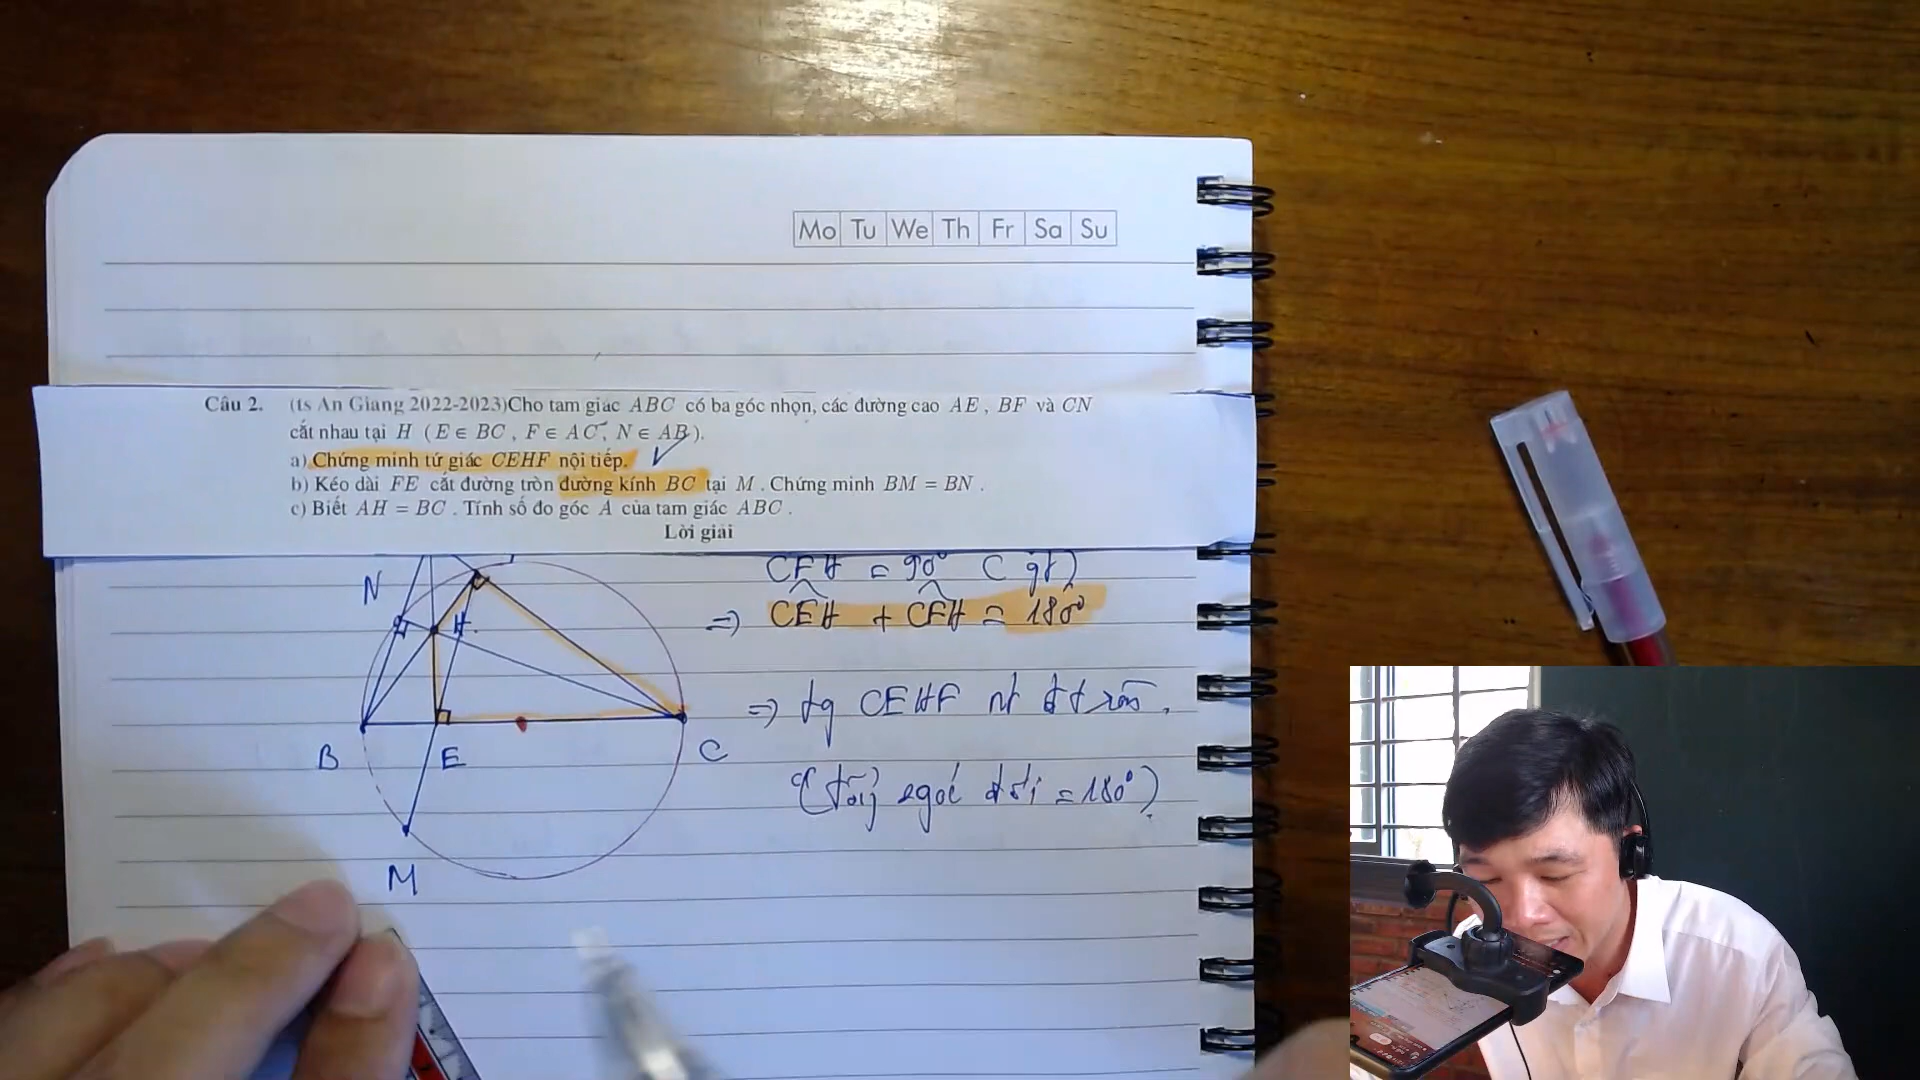 Mo Tu We Th Fr Sa Su
Câu 2. (ts An Giang 2022-2023)Cho tam giác ABC có ba góc nhọn, các đường cao AE, BF và CN
cắt nhau tại H (E ∈ BC, F ∈ AC, N ∈ AB).
a) Chứng minh tứ giác CEHF nội tiếp.
b) Kéo dài FE cắt đường tròn đường kính BC tại M. Chứng minh BM = BN.
c) Biết AH = BC. Tính số đo góc A của tam giác ABC.
Lời giải
CFH = 90° (gt)
=> CEH + CFH = 180°
=> tg CEHF nt đt tròn.
(tổng 2 góc đối = 180°)
N
H
B
E
C
M